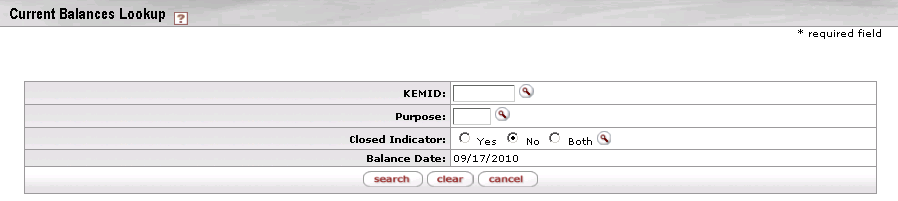 Current Balances Lookup ?
* required field
KEMID:
Purpose:
Closed Indicator: Yes No Both
Balance Date: 09/17/2010
search clear cancel